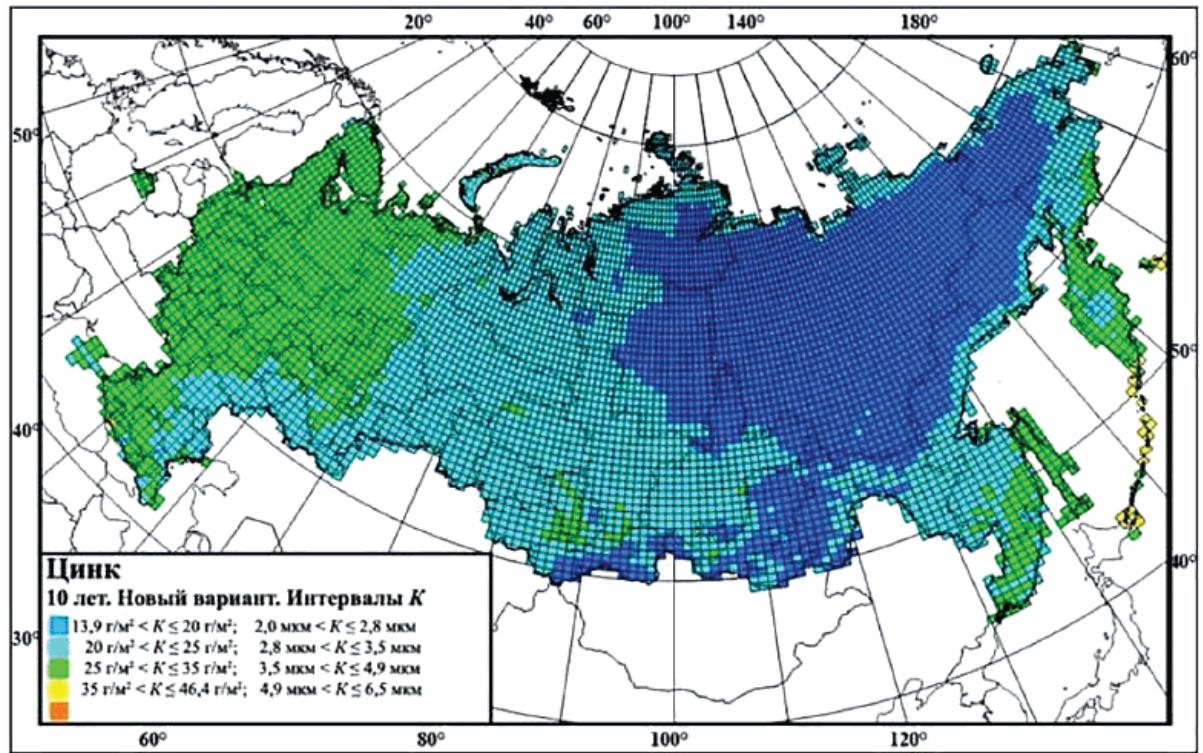 20° 40° 60° 100° 140° 180°
60°
50°
50°
40°
40°
30°
Цинк
10 лет. Новый вариант. Интервалы К
13,9 г/м² < К ≤ 20 г/м²; 2,0 мкм < К ≤ 2,8 мкм
20 г/м² < К ≤ 25 г/м²; 2,8 мкм < К ≤ 3,5 мкм
25 г/м² < К ≤ 35 г/м²; 3,5 мкм < К ≤ 4,9 мкм
35 г/м² < К ≤ 46,4 г/м²; 4,9 мкм < К ≤ 6,5 мкм
60° 80° 100° 120°